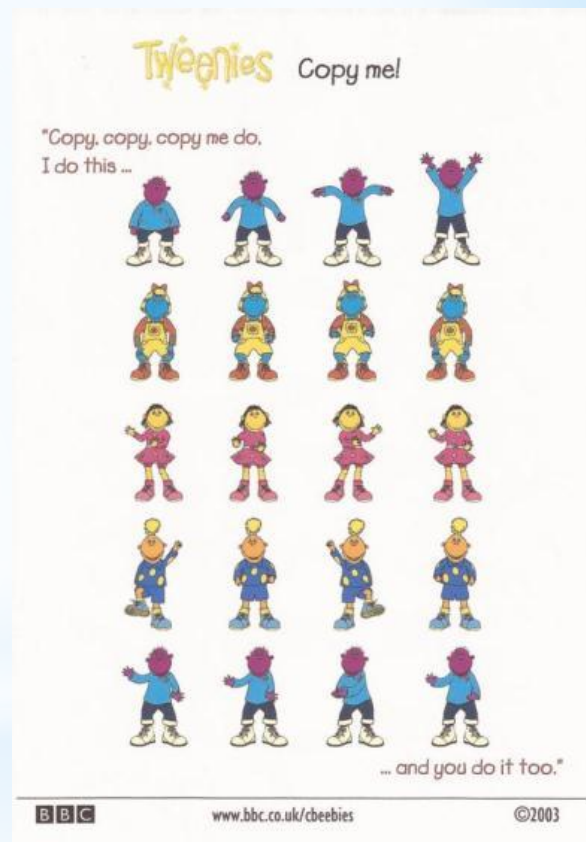 Tweenies Copy me!
"Copy, copy, copy me do,
I do this ...
... and you do it too."
BBC www.bbc.co.uk/cbeebies ©2003